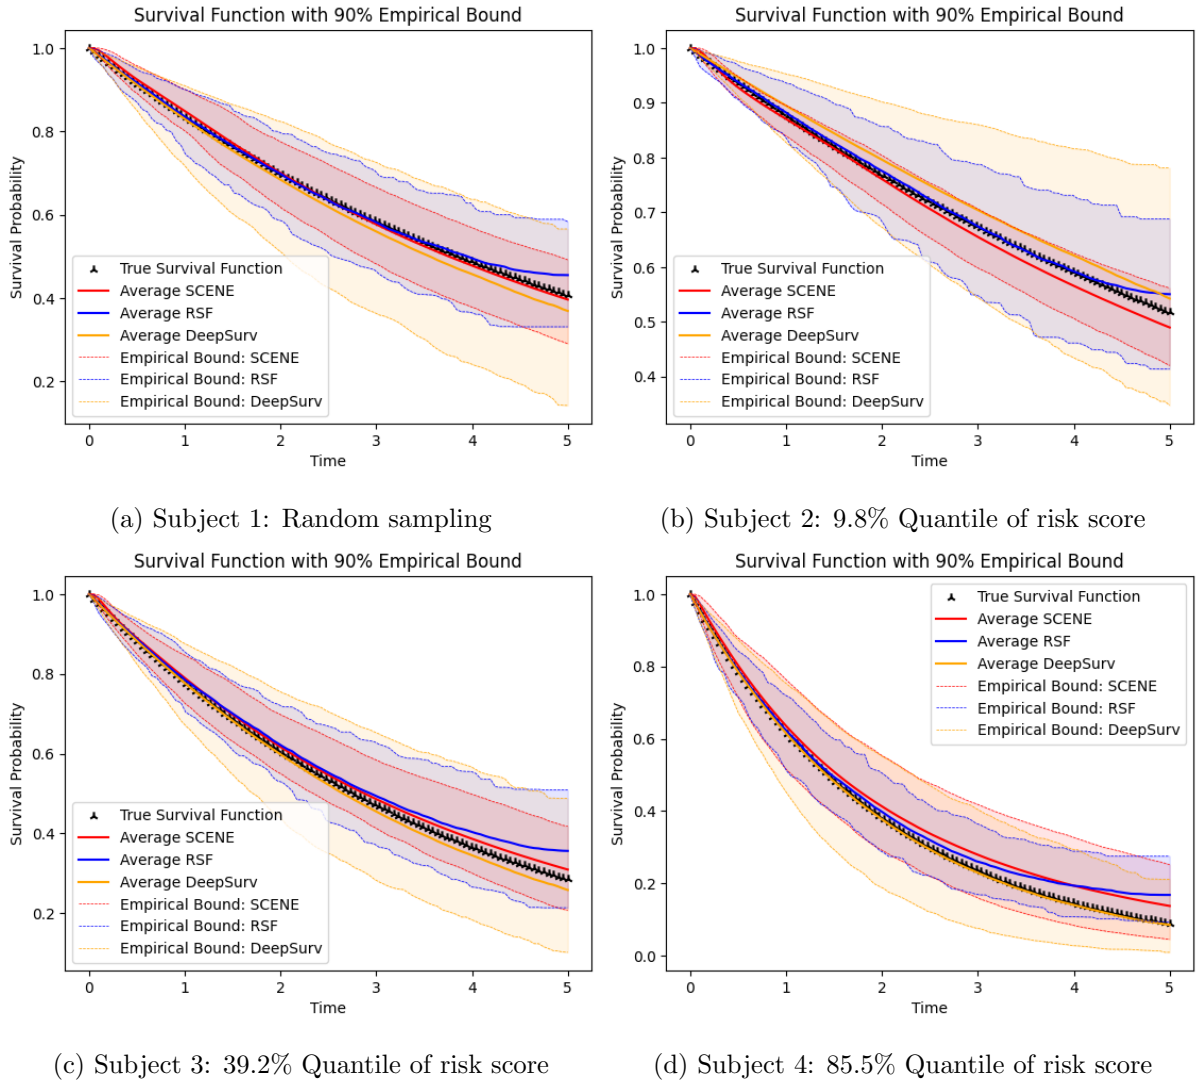 Survival Function with 90% Empirical Bound
Survival Probability
1.0
0.8
0.6
0.4
0.2
True Survival Function
Average SCENE
Average RSF
Average DeepSurv
Empirical Bound: SCENE
Empirical Bound: RSF
Empirical Bound: DeepSurv
0 1 2 3 4 5
Time
(a) Subject 1: Random sampling
Survival Function with 90% Empirical Bound
Survival Probability
1.0
0.9
0.8
0.7
0.6
0.5
0.4
True Survival Function
Average SCENE
Average RSF
Average DeepSurv
Empirical Bound: SCENE
Empirical Bound: RSF
Empirical Bound: DeepSurv
0 1 2 3 4 5
Time
(b) Subject 2: 9.8% Quantile of risk score
Survival Function with 90% Empirical Bound
Survival Probability
1.0
0.8
0.6
0.4
0.2
True Survival Function
Average SCENE
Average RSF
Average DeepSurv
Empirical Bound: SCENE
Empirical Bound: RSF
Empirical Bound: DeepSurv
0 1 2 3 4 5
Time
(c) Subject 3: 39.2% Quantile of risk score
Survival Function with 90% Empirical Bound
Survival Probability
1.0
0.8
0.6
0.4
0.2
0.0
True Survival Function
Average SCENE
Average RSF
Average DeepSurv
Empirical Bound: SCENE
Empirical Bound: RSF
Empirical Bound: DeepSurv
0 1 2 3 4 5
Time
(d) Subject 4: 85.5% Quantile of risk score